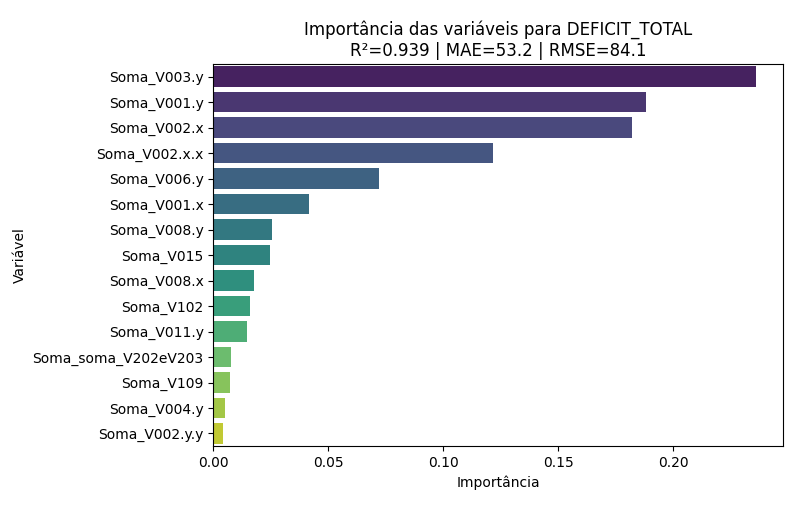 Importância das variáveis para DEFICIT_TOTAL
R²=0.939 | MAE=53.2 | RMSE=84.1
Variável
Soma_V003.y
Soma_V001.y
Soma_V002.x
Soma_V002.x.x
Soma_V006.y
Soma_V001.x
Soma_V008.y
Soma_V015
Soma_V008.x
Soma_V102
Soma_V011.y
Soma_soma_V202eV203
Soma_V109
Soma_V004.y
Soma_V002.y.y
0.00 0.05 0.10 0.15 0.20
Importância